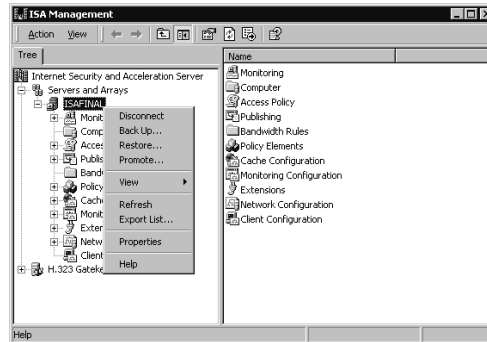 ISA Management
Action View
Tree
Internet Security and Acceleration Server
Servers and Arrays
ISAFINAL
Monit
Comp
Acces
Publis
Band
Policy
Cach
Monit
Exter
Netw
Client
H.323 Gateke
Disconnect
Back Up...
Restore...
Promote...
View
Refresh
Export List...
Properties
Help
Name
Monitoring
Computer
Access Policy
Publishing
Bandwidth Rules
Policy Elements
Cache Configuration
Monitoring Configuration
Extensions
Network Configuration
Client Configuration
Help